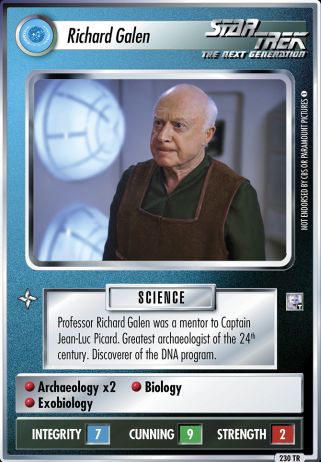 Richard Galen
STAR TREK
THE NEXT GENERATION
NOT ENDORSED BY CBS OR PARAMOUNT PICTURES
SCIENCE
Professor Richard Galen was a mentor to Captain
Jean-Luc Picard. Greatest archaeologist of the 24th
century. Discoverer of the DNA program.
Archaeology x2 Biology
Exobiology
INTEGRITY 7 CUNNING 9 STRENGTH 2
230 TR